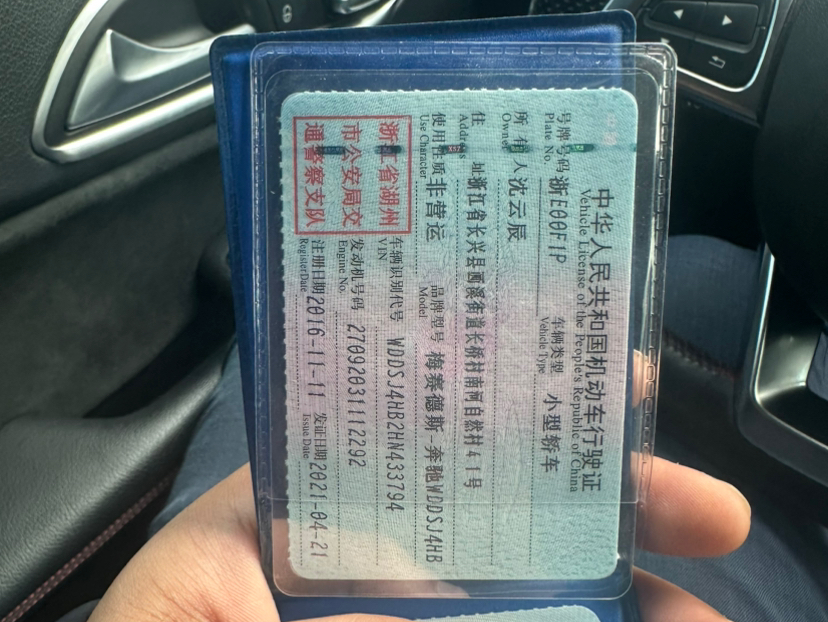 中华人民共和国机动车行驶证
Vehicle License of the People's Republic of China
号牌号码 浙E00F1P 车辆类型 小型轿车
Plate No. Vehicle Type
所有人 沈云辰
Owner
住址 浙江省长兴县画溪街道长桥村南河自然村41号
Address
使用性质 非营运 品牌型号 梅赛德斯-奔驰WDDSJ4HB
Use Character Model
浙江省湖州
市公安局交
通警察支队
车辆识别代号 WDDSJ4HB2HN433794
VIN
发动机号码 27092031112292
Engine No.
注册日期 2016-11-11 发证日期 2021-04-21
Register Date Issue Date